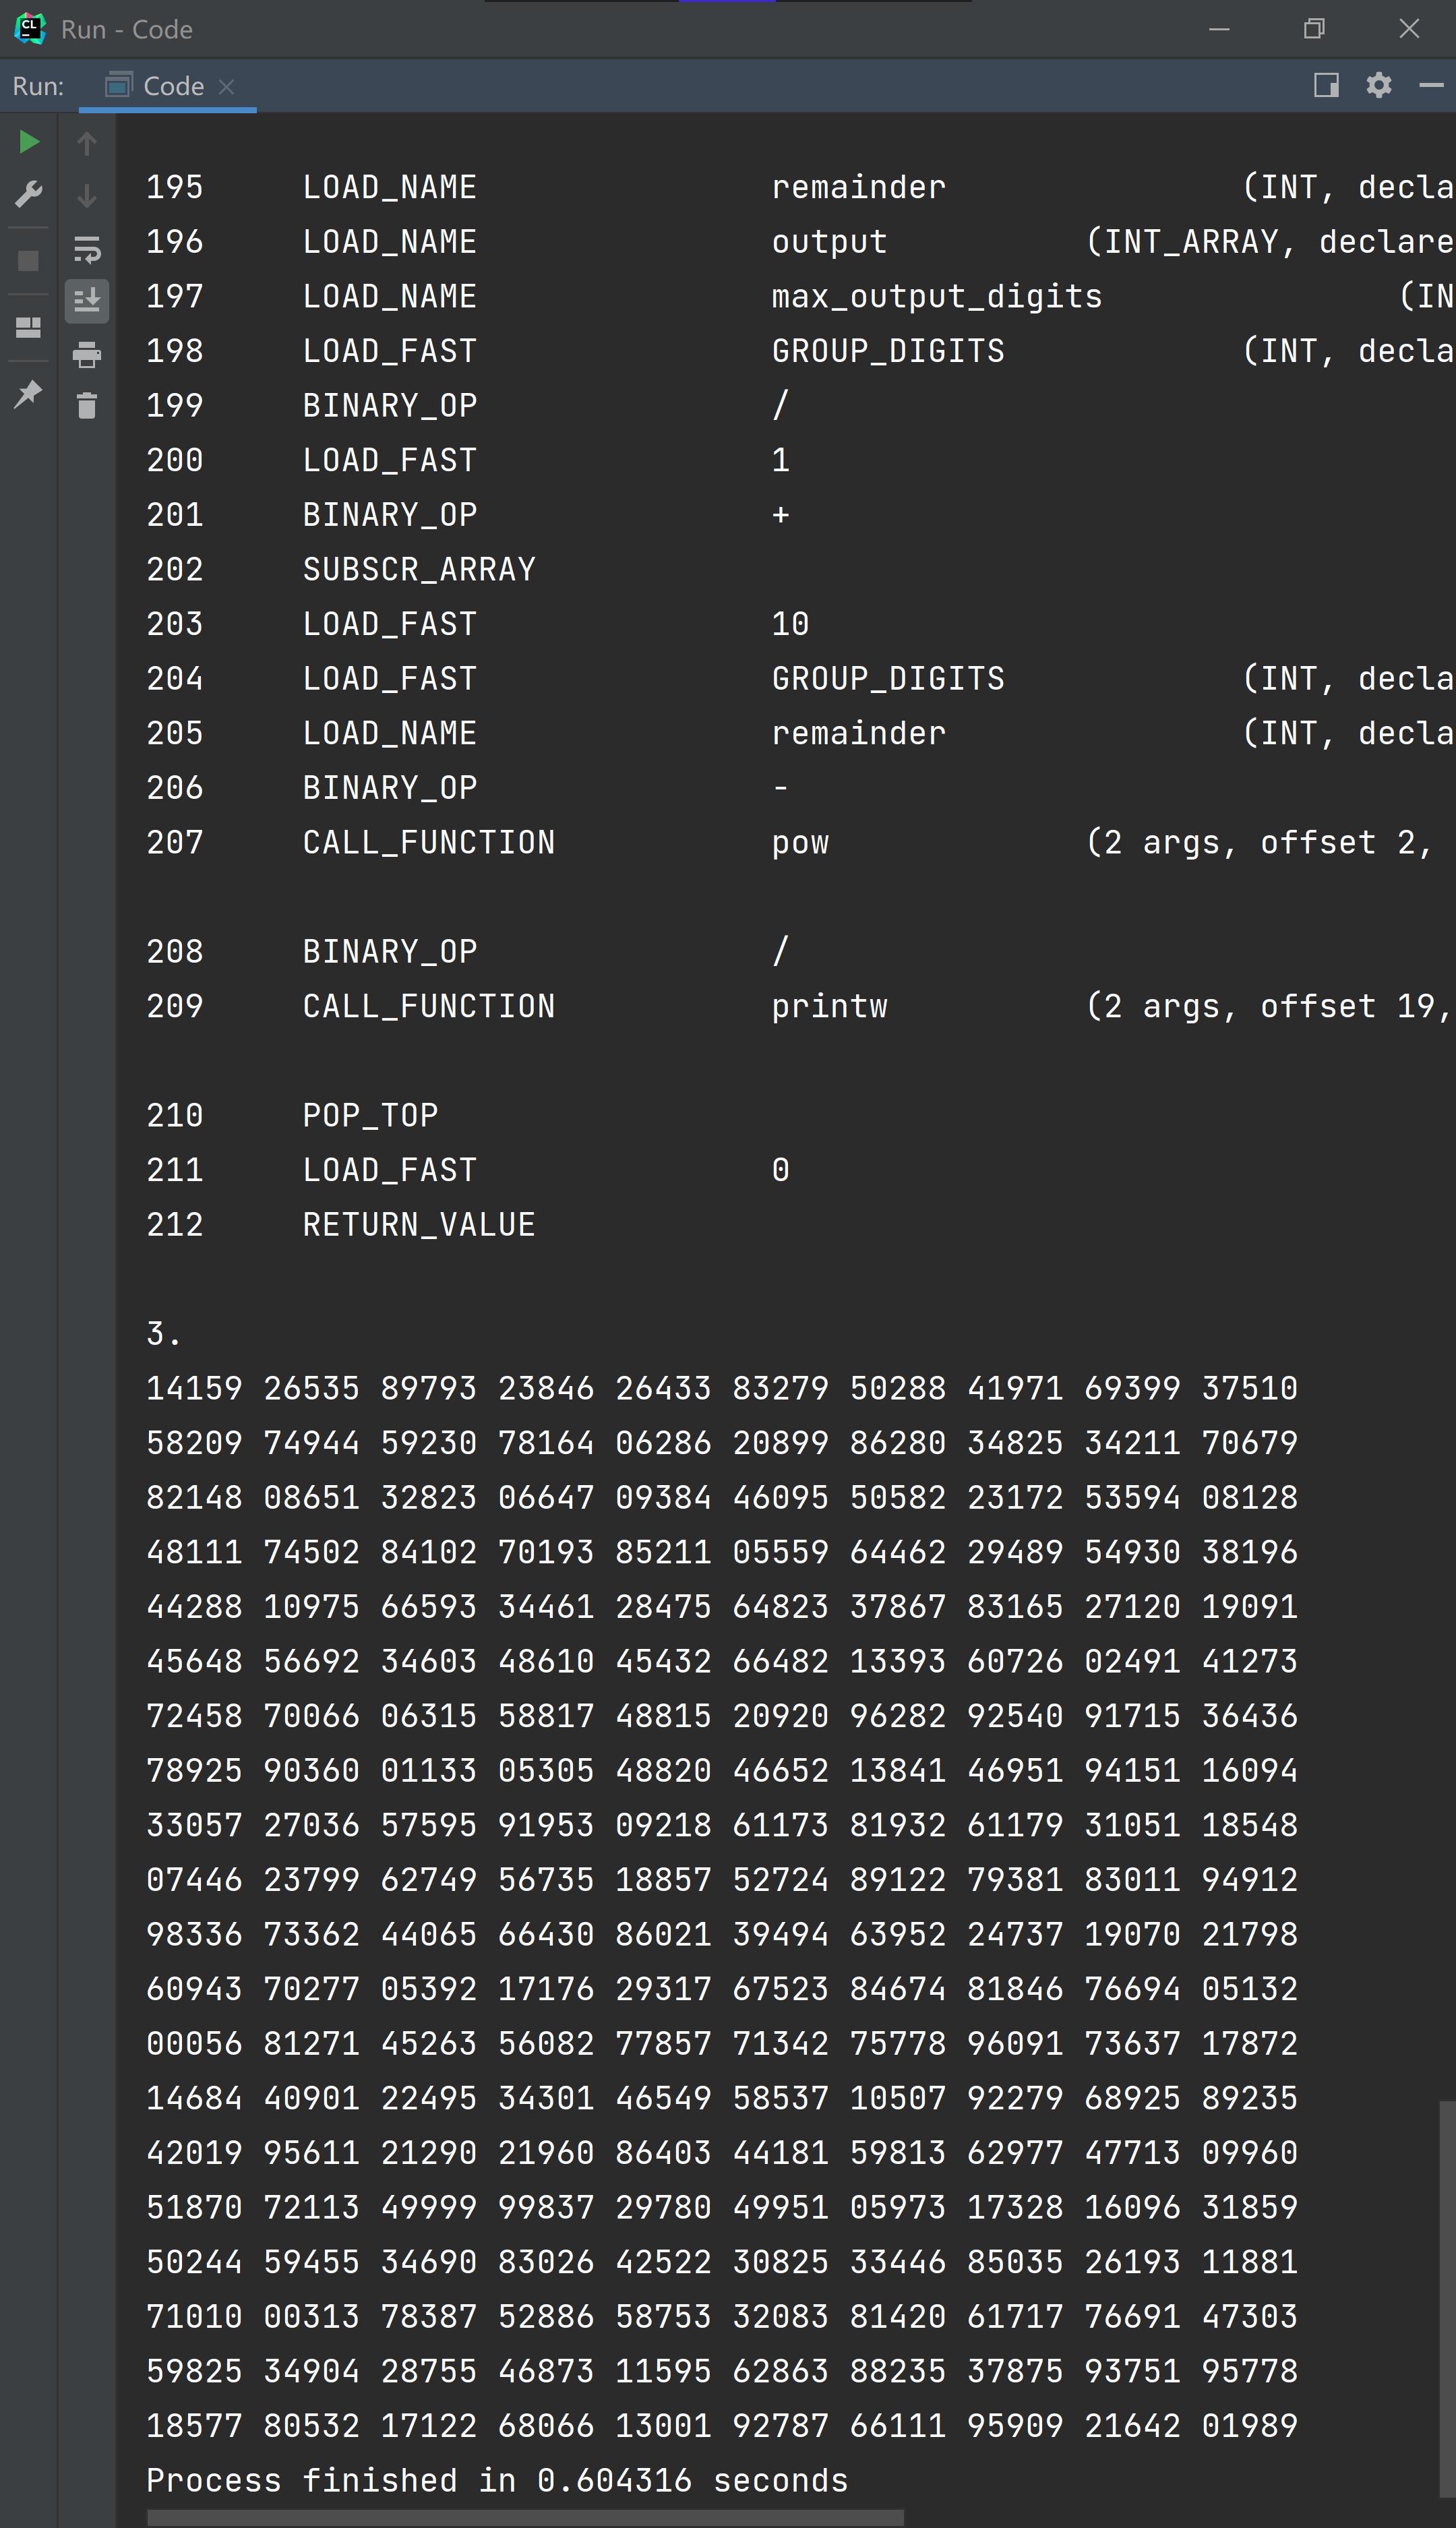 CL
Run - Code
Run:
Code
195 LOAD_NAME remainder (INT, decla
196 LOAD_NAME output (INT_ARRAY, declare
197 LOAD_NAME max_output_digits (IN
198 LOAD_FAST GROUP_DIGITS (INT, decla
199 BINARY_OP /
200 LOAD_FAST 1
201 BINARY_OP +
202 SUBSCR_ARRAY
203 LOAD_FAST 10
204 LOAD_FAST GROUP_DIGITS (INT, decla
205 LOAD_NAME remainder (INT, decla
206 BINARY_OP -
207 CALL_FUNCTION pow (2 args, offset 2,
208 BINARY_OP /
209 CALL_FUNCTION printw (2 args, offset 19,
210 POP_TOP
211 LOAD_FAST 0
212 RETURN_VALUE
3.
14159 26535 89793 23846 26433 83279 50288 41971 69399 37510
58209 74944 59230 78164 06286 20899 86280 34825 34211 70679
82148 08651 32823 06647 09384 46095 50582 23172 53594 08128
48111 74502 84102 70193 85211 05559 64462 29489 54930 38196
44288 10975 66593 34461 28475 64823 37867 83165 27120 19091
45648 56692 34603 48610 45432 66482 13393 60726 02491 41273
72458 70066 06315 58817 48815 20920 96282 92540 91715 36436
78925 90360 01133 05305 48820 46652 13841 46951 94151 16094
33057 27036 57595 91953 09218 61173 81932 61179 31051 18548
07446 23799 62749 56735 18857 52724 89122 79381 83011 94912
98336 73362 44065 66430 86021 39494 63952 24737 19070 21798
60943 70277 05392 17176 29317 67523 84674 81846 76694 05132
00056 81271 45263 56082 77857 71342 75778 96091 73637 17872
14684 40901 22495 34301 46549 58537 10507 92279 68925 89235
42019 95611 21290 21960 86403 44181 59813 62977 47713 09960
51870 72113 49999 99837 29780 49951 05973 17328 16096 31859
50244 59455 34690 83026 42522 30825 33446 85035 26193 11881
71010 00313 78387 52886 58753 32083 81420 61717 76691 47303
59825 34904 28755 46873 11595 62863 88235 37875 93751 95778
18577 80532 17122 68066 13001 92787 66111 95909 21642 01989
Process finished in 0.604316 seconds